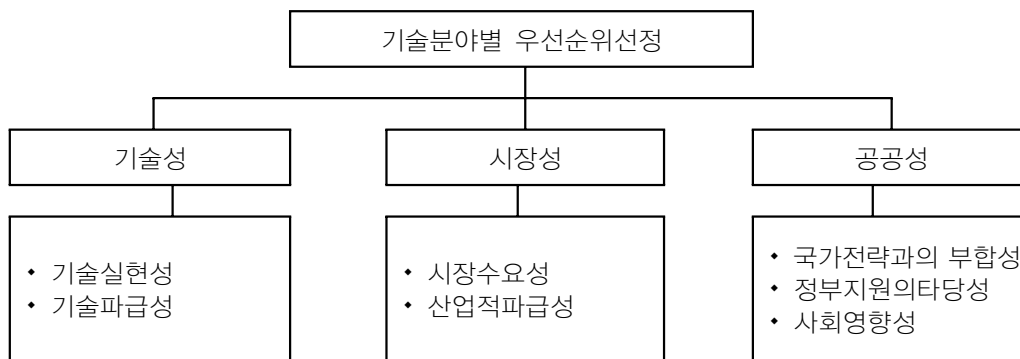 기술분야별 우선순위선정
기술성
시장성
공공성
• 기술실현성
• 기술파급성
• 시장수요성
• 산업적파급성
• 국가전략과의 부합성
• 정부지원의타당성
• 사회영향성